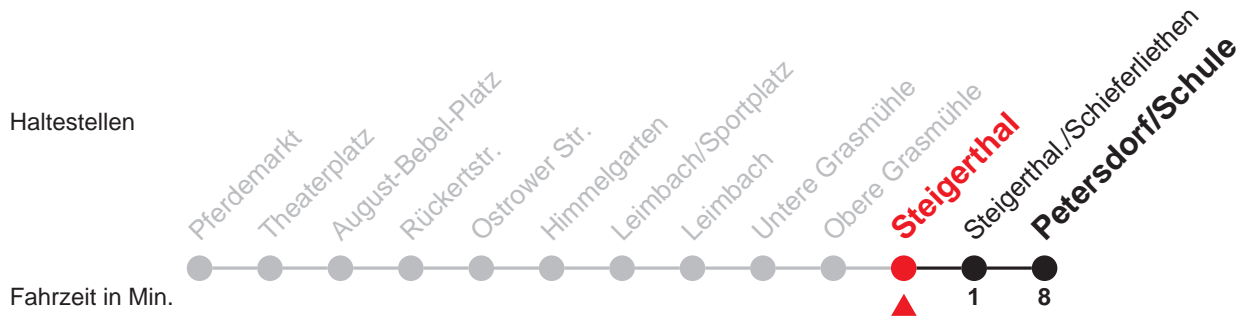 Haltestellen
Pferdemarkt
Theaterplatz
August-Bebel-Platz
Rückertstr.
Ostrower Str.
Himmelgarten
Leimbach/Sportplatz
Leimbach
Untere Grasmühle
Obere Grasmühle
Steigerthal
Steigerthal./Schieferliethen
Petersdorf/Schule
Fahrzeit in Min.
1
8